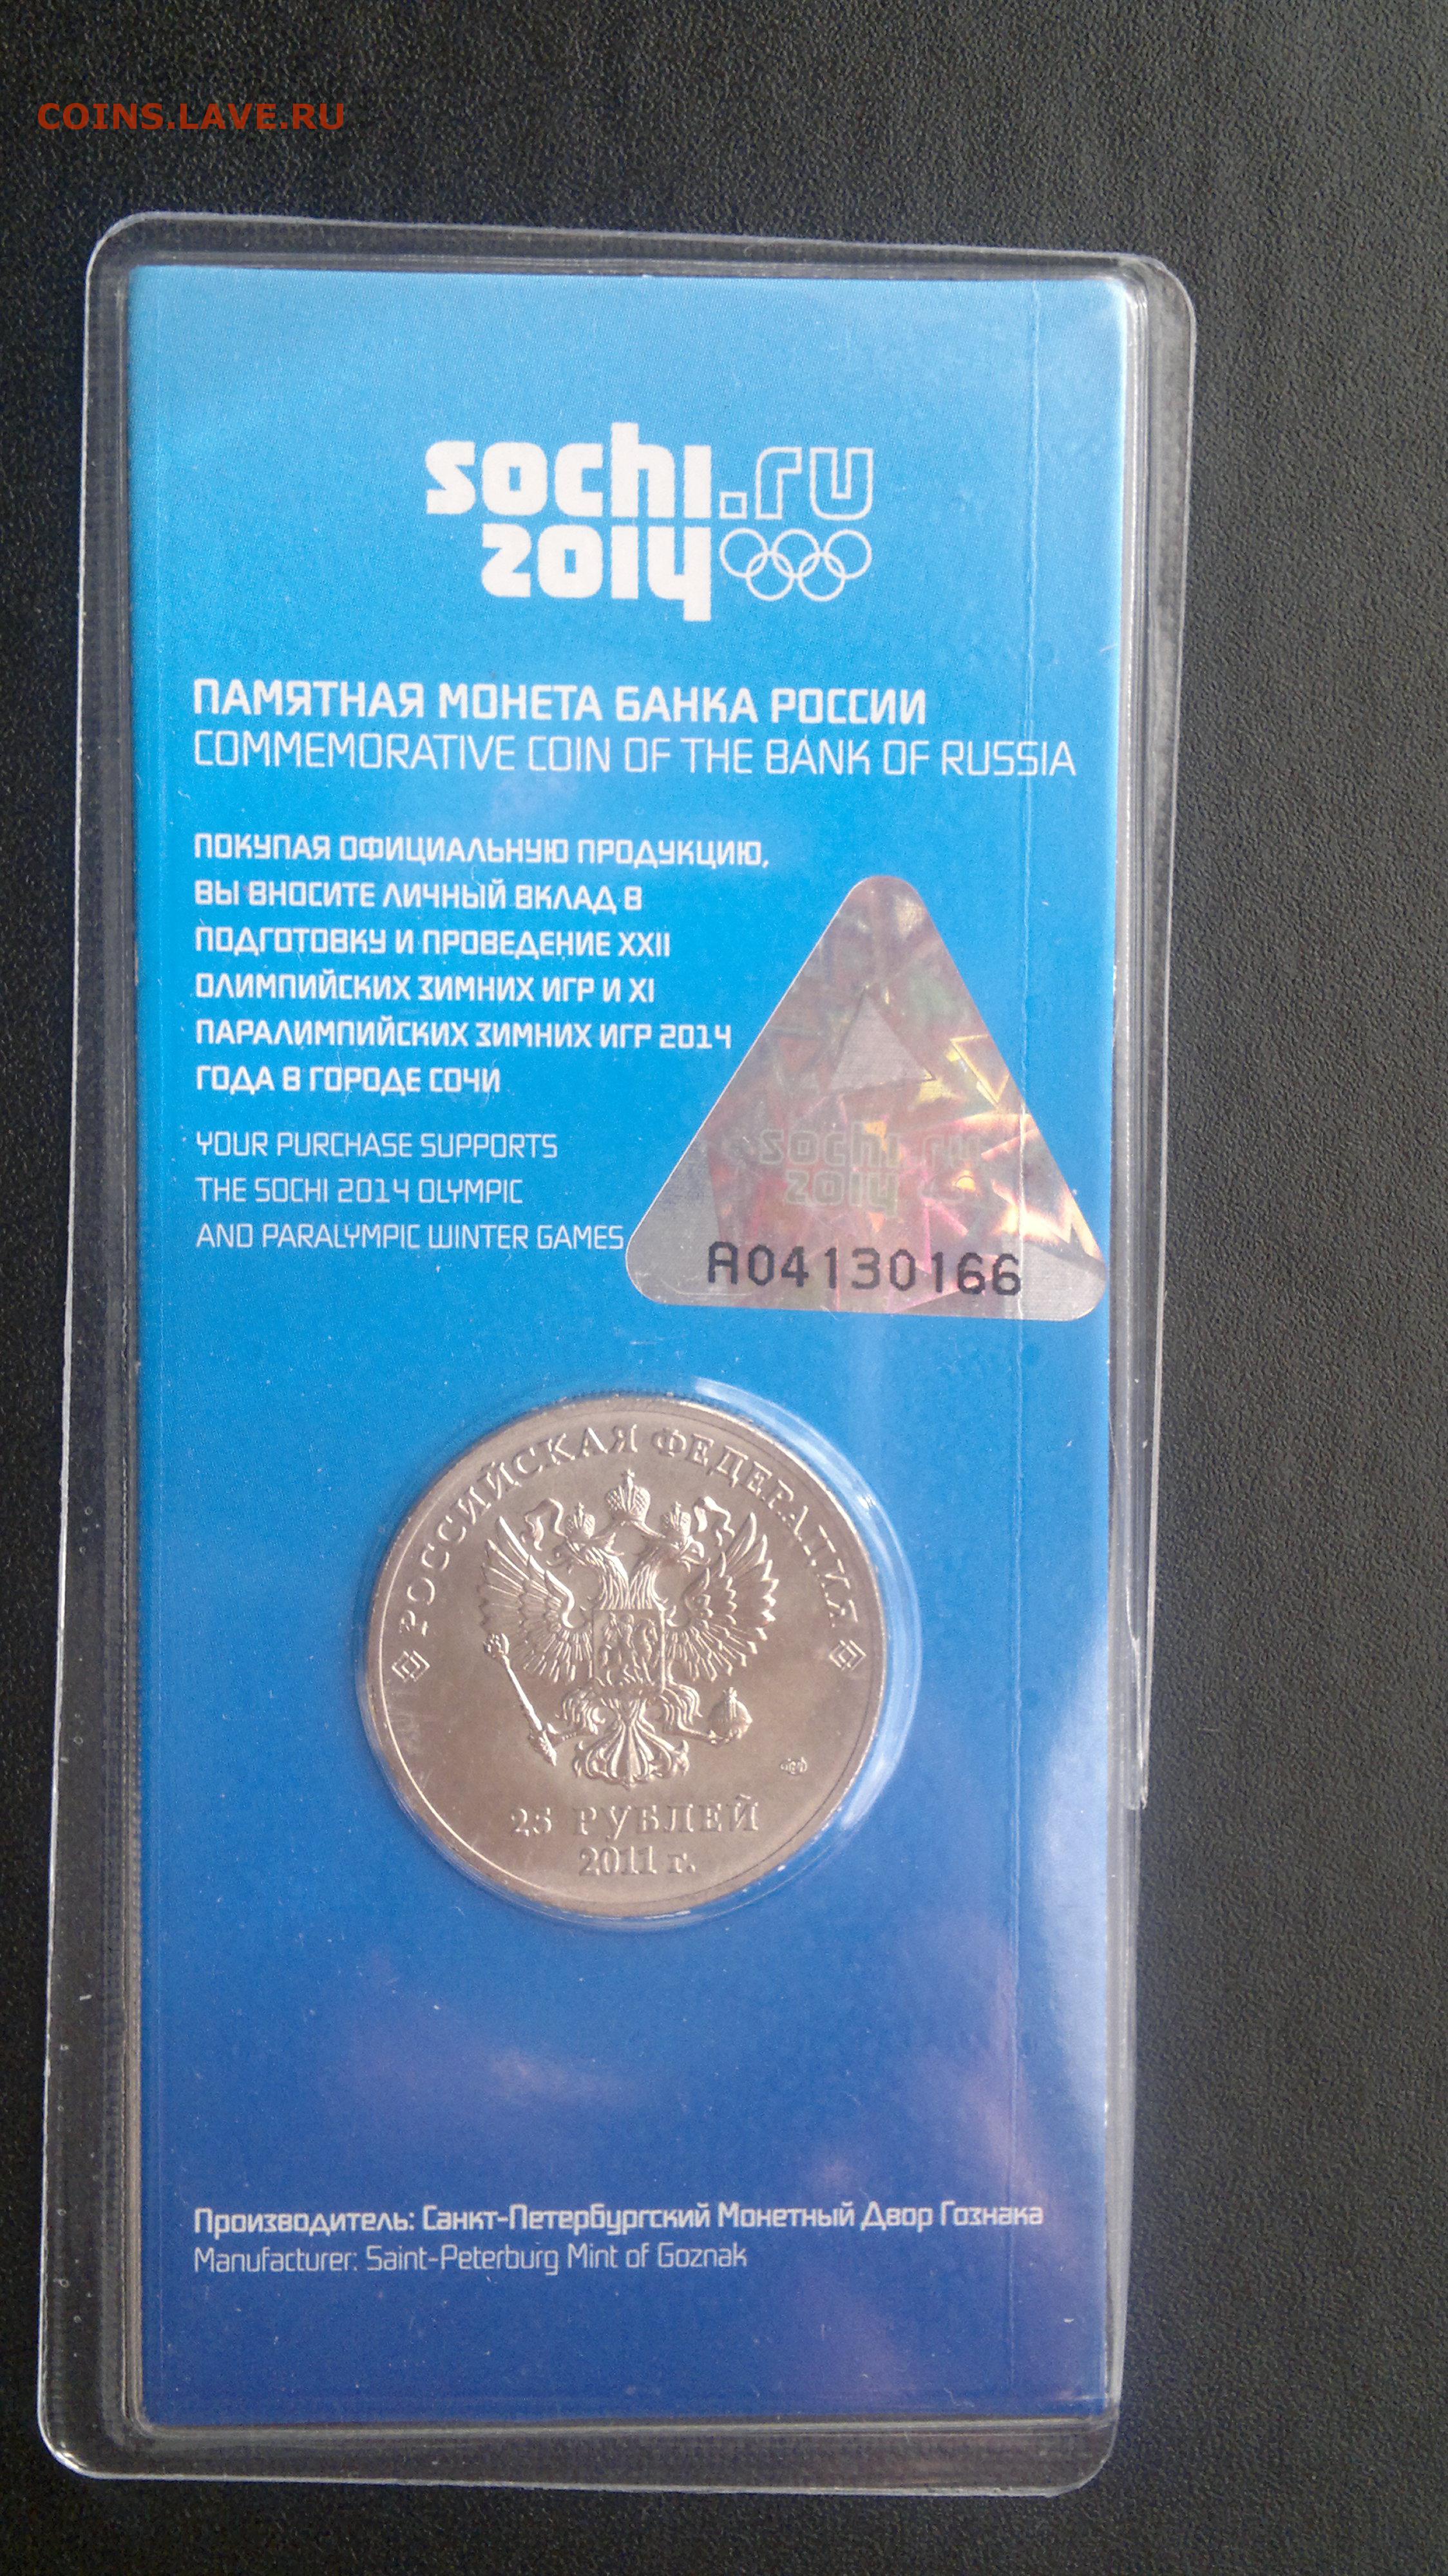 COINS.LAVE.RU
sochi.ru
2014
ПАМЯТНАЯ МОНЕТА БАНКА РОССИИ
COMMEMORATIVE COIN OF THE BANK OF RUSSIA
ПОКУПАЯ ОФИЦИАЛЬНУЮ ПРОДУКЦИЮ,
ВЫ ВНОСИТЕ ЛИЧНЫЙ ВКЛАД В
ПОДГОТОВКУ И ПРОВЕДЕНИЕ XXII
ОЛИМПИЙСКИХ ЗИМНИХ ИГР И XI
ПАРАЛИМПИЙСКИХ ЗИМНИХ ИГР 2014
ГОДА В ГОРОДЕ СОЧИ
YOUR PURCHASE SUPPORTS
THE SOCHI 2014 OLYMPIC
AND PARALYMPIC WINTER GAMES
sochi.ru
2014
A04130166
РОССИЙСКАЯ ФЕДЕРАЦИЯ
25 РУБЛЕЙ
2011 г.
Производитель: Санкт-Петербургский Монетный Двор Гознака
Manufacturer: Saint-Peterburg Mint of Goznak